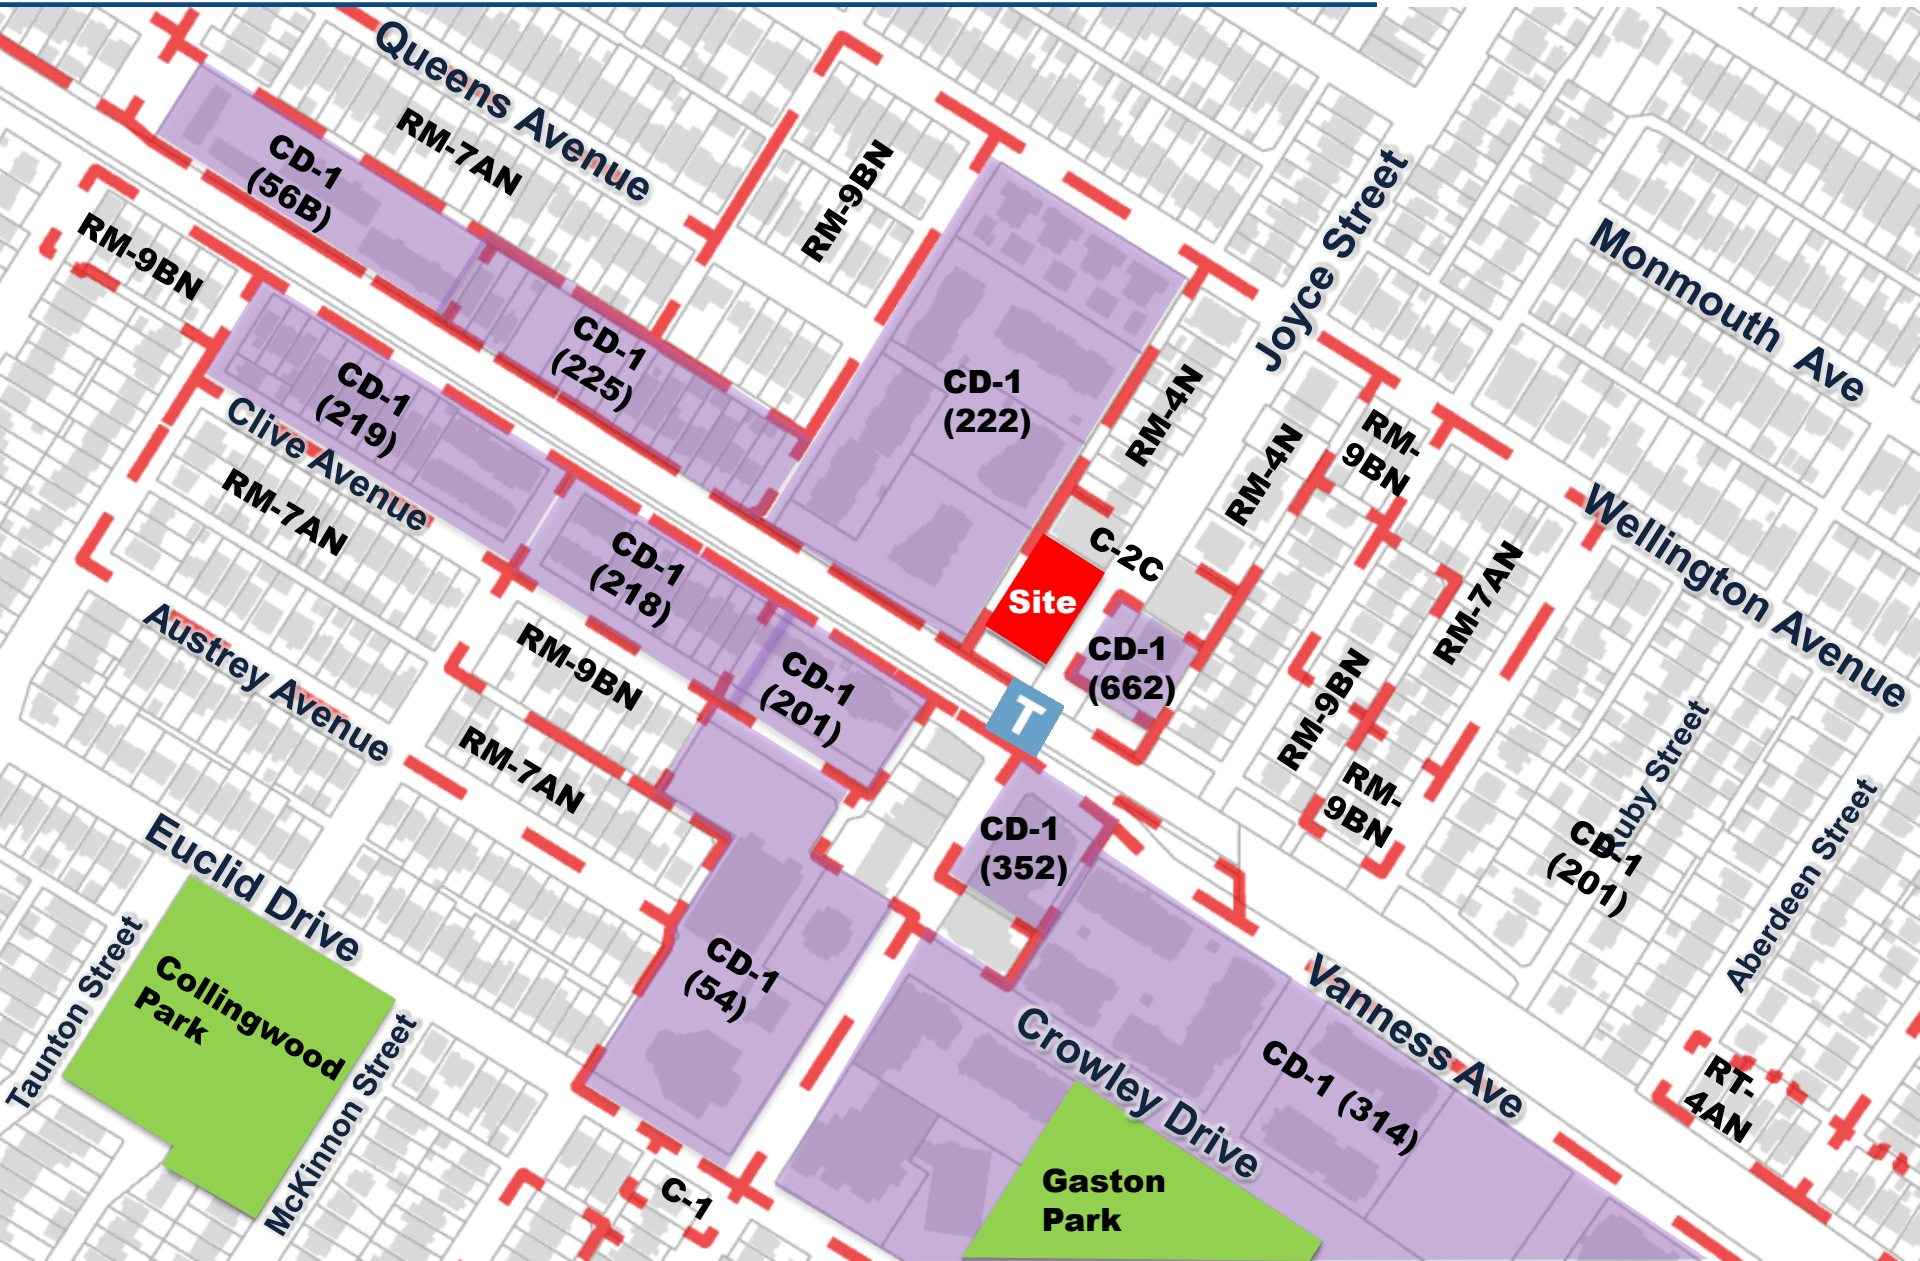 Queens Avenue
RM-7AN
CD-1
(56B)
RM-9BN
RM-9BN
Joyce Street
Monmouth Ave
CD-1
(225)
CD-1
(222)
RM-4N
CD-1
(219)
Clive Avenue
RM-7AN
RM-4N
RM-
9BN
C-2C
Wellington Avenue
CD-1
(218)
Site
RM-7AN
Austrey Avenue
RM-9BN
CD-1
(201)
CD-1
(662)
T
RM-9BN
RM-7AN
RM-
9BN
Ruby Street
CD-1
(201)
Aberdeen Street
CD-1
(352)
Euclid Drive
Collingwood
Park
Taunton Street
McKinnon Street
CD-1
(54)
Vanness Ave
Crowley Drive
CD-1 (314)
RT-
4AN
Gaston
Park
C-1